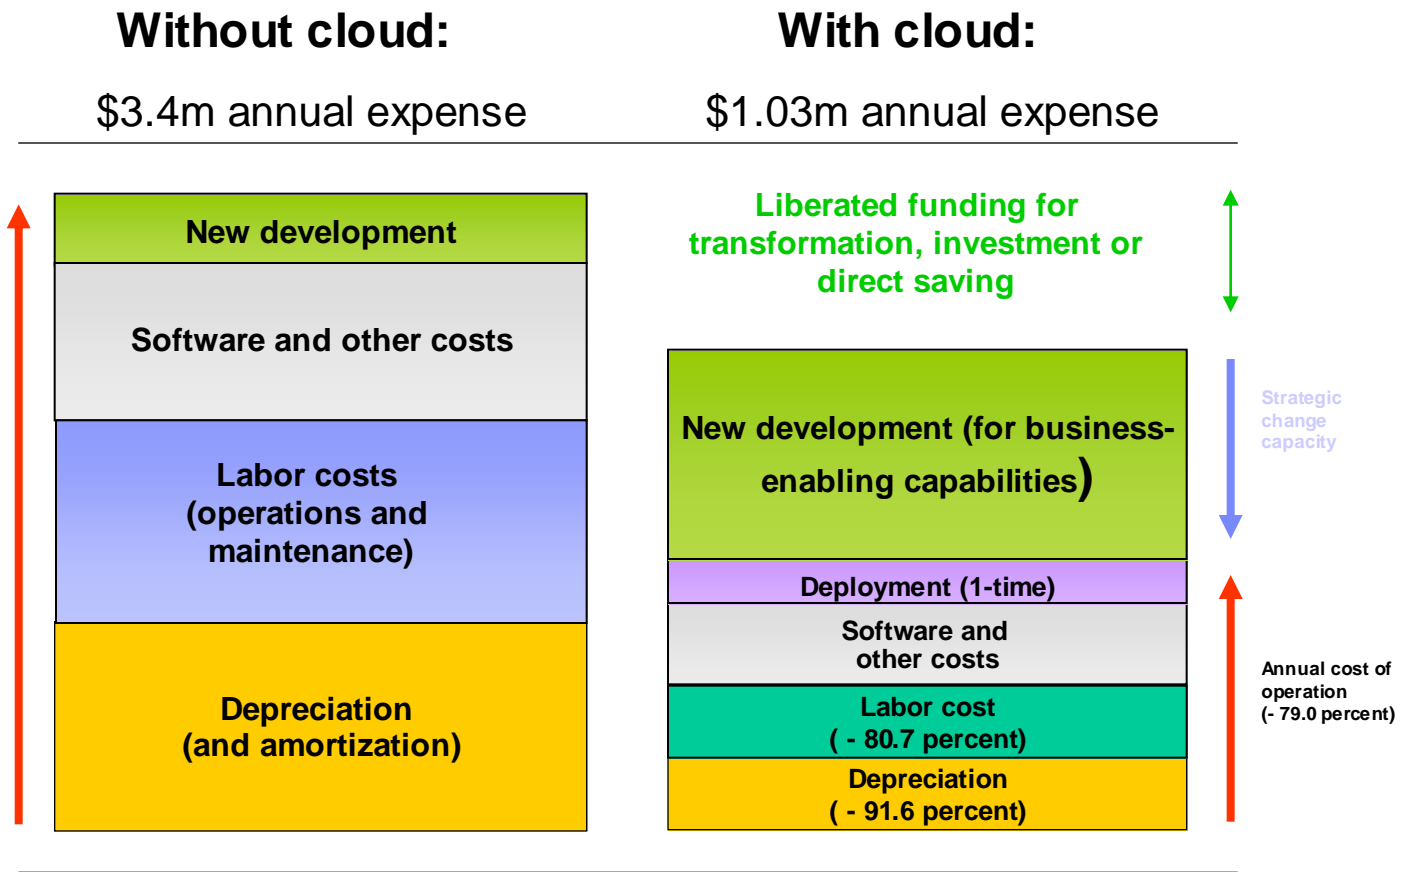 Without cloud:
$3.4m annual expense
New development
Software and other costs
Labor costs
(operations and
maintenance)
Depreciation
(and amortization)
With cloud:
$1.03m annual expense
Liberated funding for
transformation, investment or
direct saving
New development (for business-
enabling capabilities)
Deployment (1-time)
Software and
other costs
Labor cost
( - 80.7 percent)
Depreciation
( - 91.6 percent)
Strategic
change
capacity
Annual cost of
operation
(- 79.0 percent)